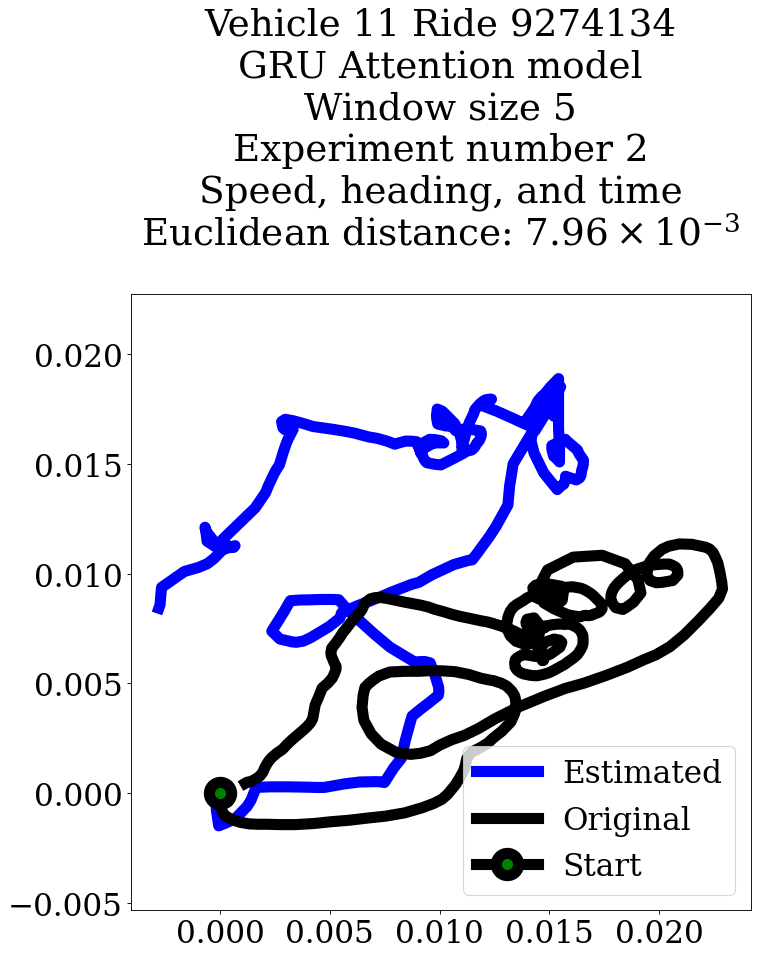 Vehicle 11 Ride 9274134
GRU Attention model
Window size 5
Experiment number 2
Speed, heading, and time
Euclidean distance: 7.96 × 10⁻³
0.020
0.015
0.010
0.005
0.000
−0.005
Estimated
Original
Start
0.000 0.005 0.010 0.015 0.020